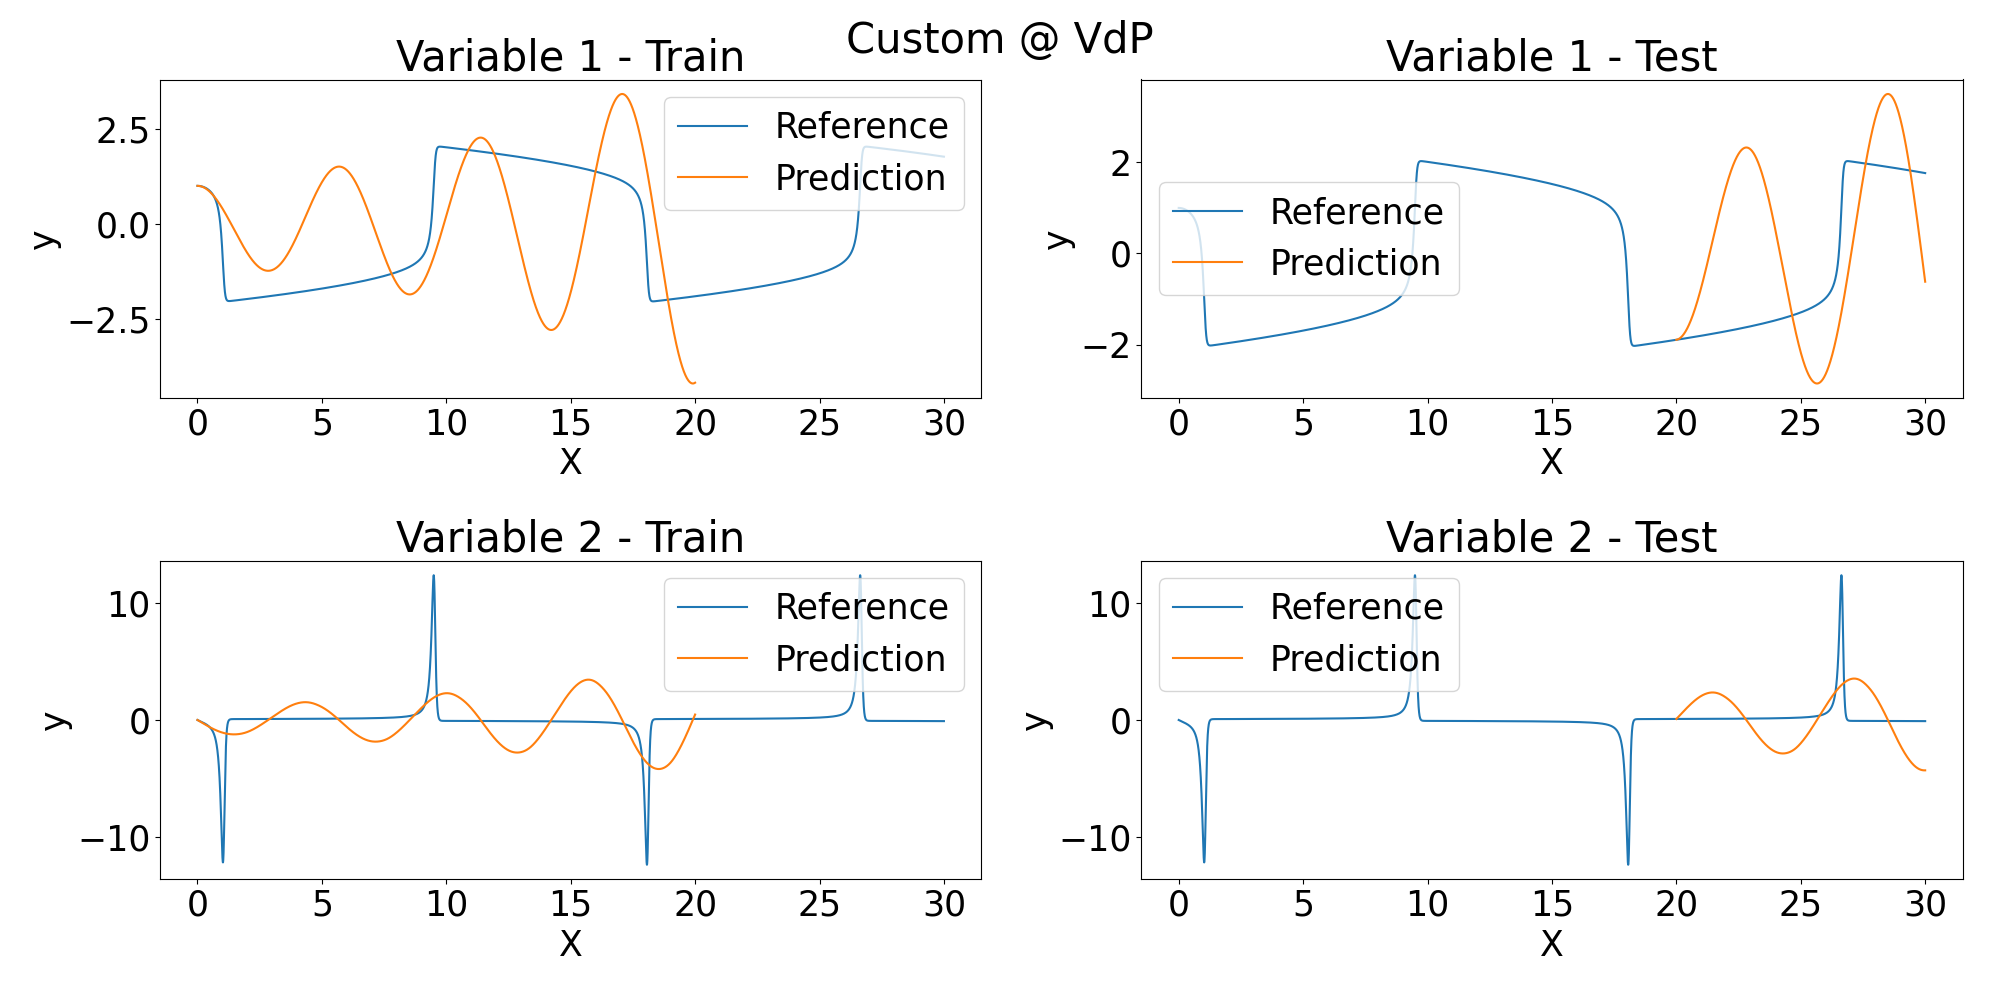 Custom @ VdP
Variable 1 - Train
2.5
0.0
−2.5
y
Reference
Prediction
0 5 10 15 20 25 30
X
Variable 1 - Test
2
0
−2
y
Reference
Prediction
0 5 10 15 20 25 30
X
Variable 2 - Train
10
0
−10
y
Reference
Prediction
0 5 10 15 20 25 30
X
Variable 2 - Test
10
0
−10
y
Reference
Prediction
0 5 10 15 20 25 30
X